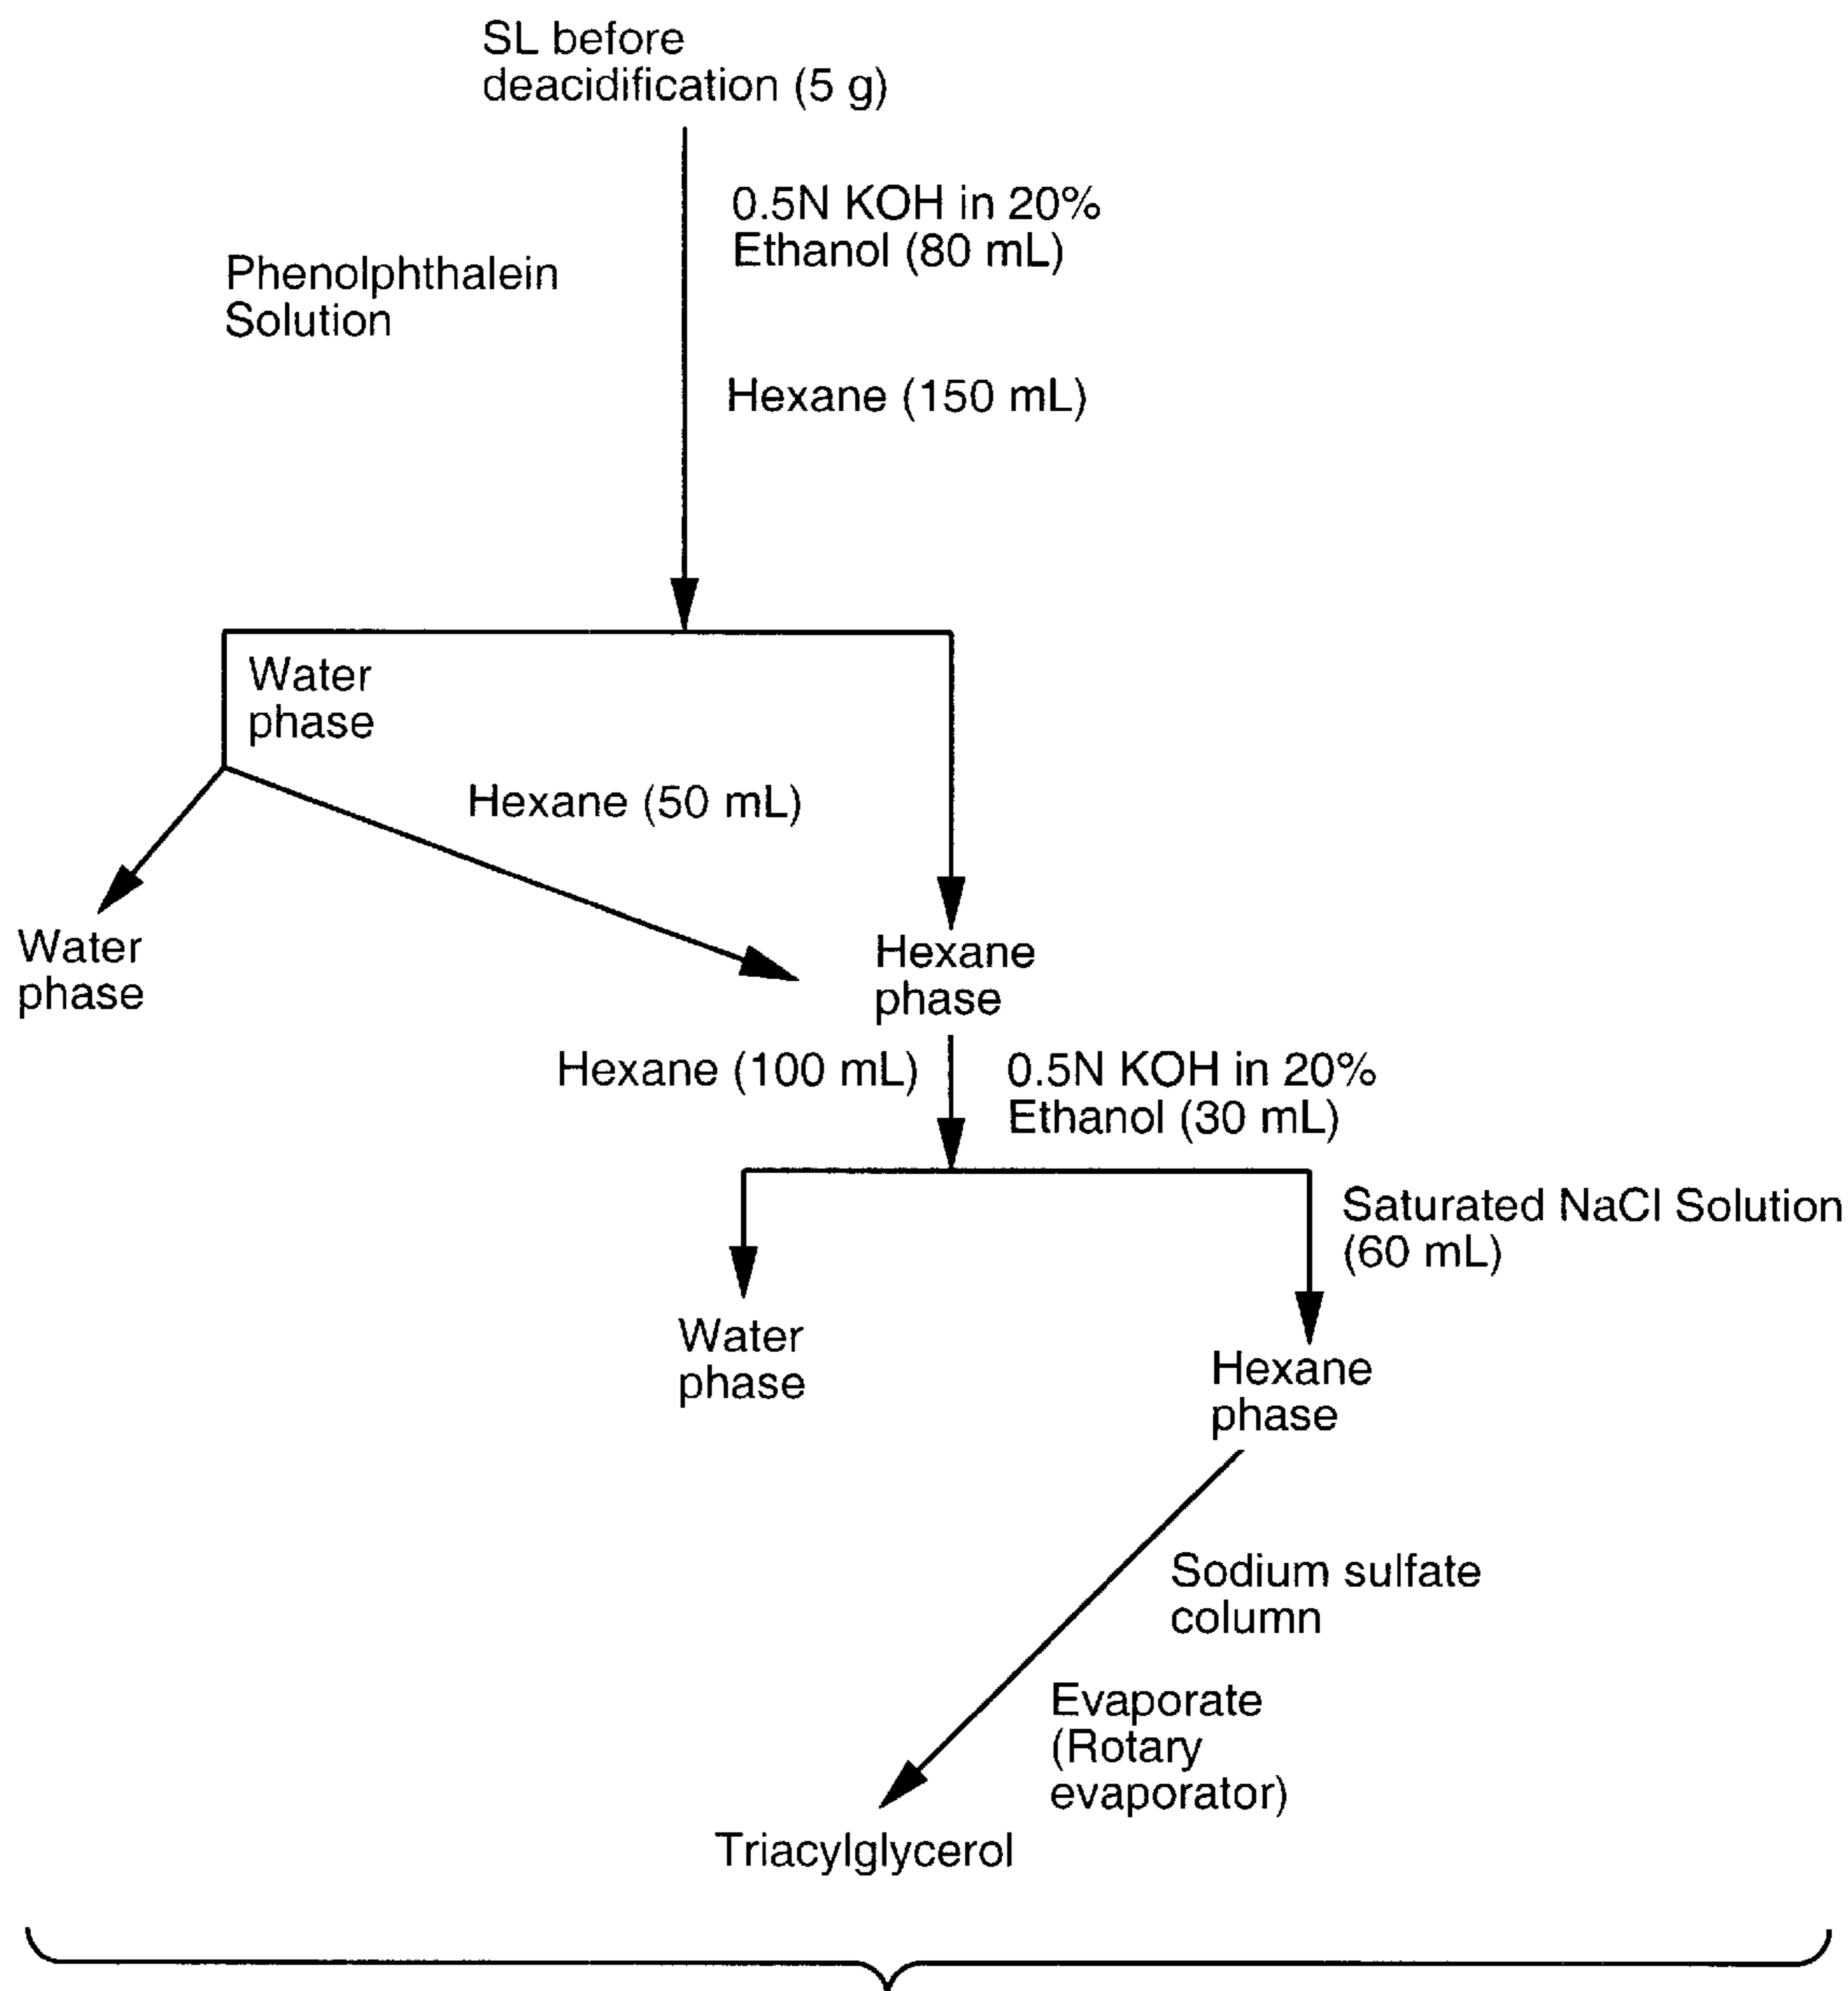 SL before
deacidification (5 g)
0.5N KOH in 20%
Ethanol (80 mL)
Phenolphthalein
Solution
Hexane (150 mL)
Water
phase
Hexane (50 mL)
Water
phase
Hexane
phase
Hexane (100 mL)
0.5N KOH in 20%
Ethanol (30 mL)
Saturated NaCl Solution
(60 mL)
Water
phase
Hexane
phase
Sodium sulfate
column
Evaporate
(Rotary
evaporator)
Triacylglycerol